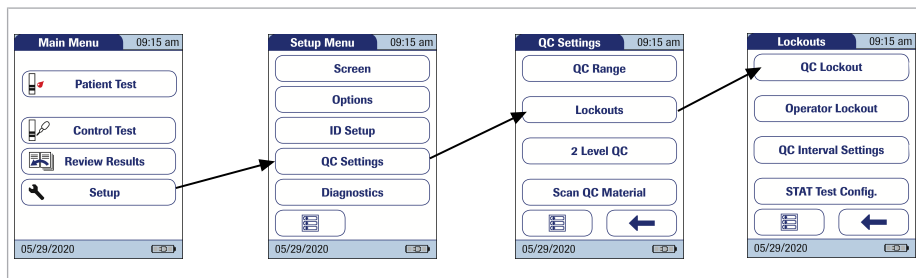 Main Menu 09:15 am
Patient Test
Control Test
Review Results
Setup
05/29/2020
Setup Menu 09:15 am
Screen
Options
ID Setup
QC Settings
Diagnostics
05/29/2020
QC Settings 09:15 am
QC Range
Lockouts
2 Level QC
Scan QC Material
05/29/2020
Lockouts 09:15 am
QC Lockout
Operator Lockout
QC Interval Settings
STAT Test Config.
05/29/2020